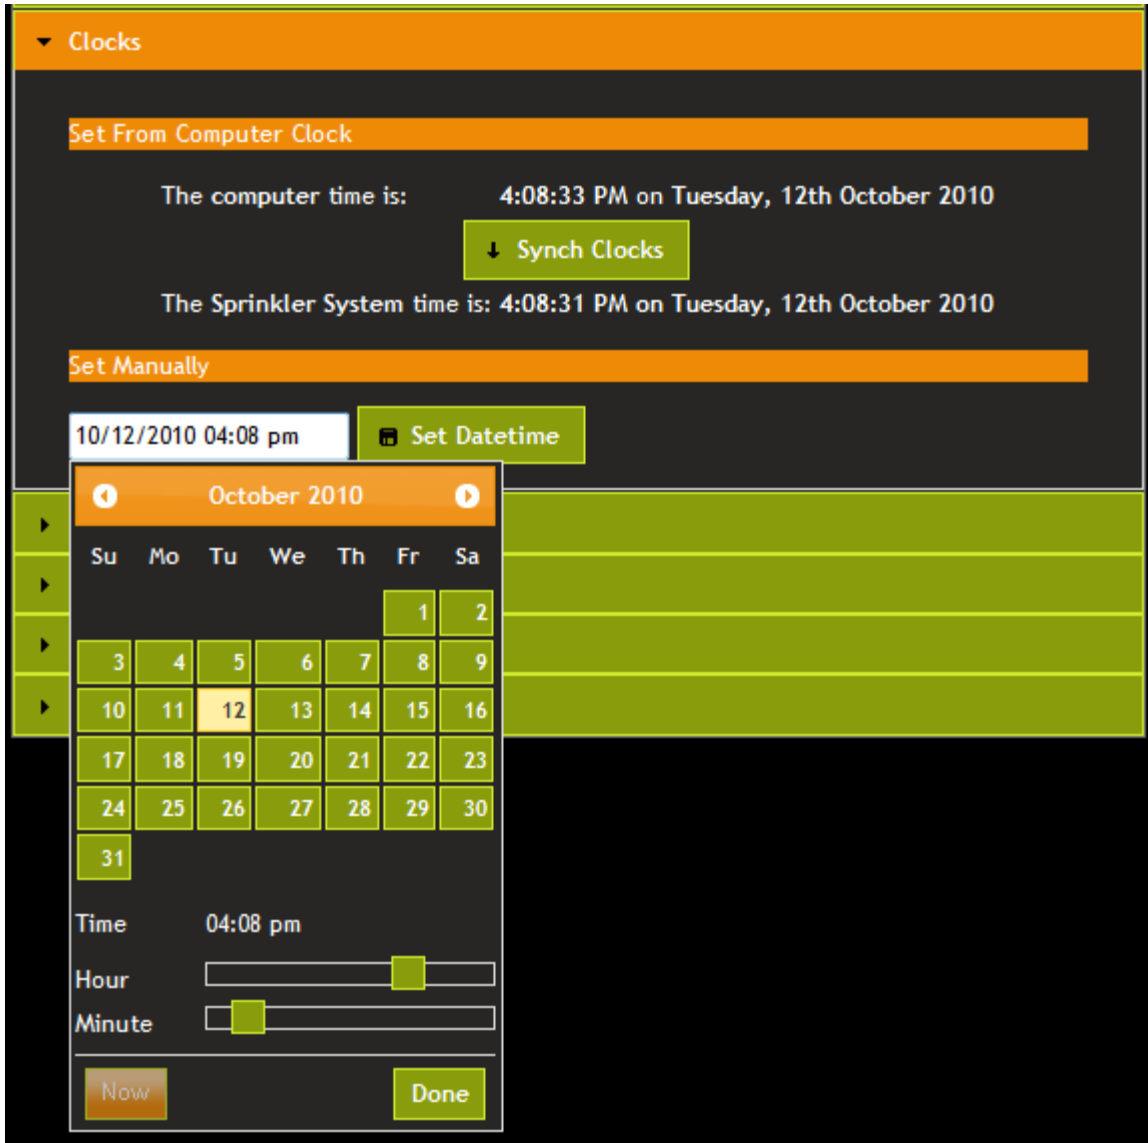 Clocks
Set From Computer Clock
The computer time is: 4:08:33 PM on Tuesday, 12th October 2010
Synch Clocks
The Sprinkler System time is: 4:08:31 PM on Tuesday, 12th October 2010
Set Manually
10/12/2010 04:08 pm Set Datetime
October 2010
Su Mo Tu We Th Fr Sa
1 2
3 4 5 6 7 8 9
10 11 12 13 14 15 16
17 18 19 20 21 22 23
24 25 26 27 28 29 30
31
Time 04:08 pm
Hour
Minute
Now Done